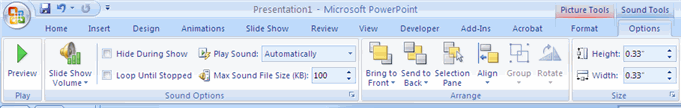 Presentation1 - Microsoft PowerPoint
Picture Tools
Sound Tools
Home Insert Design Animations Slide Show Review View Developer Add-Ins Acrobat Format Options
Preview
Slide Show Volume
Hide During Show
Loop Until Stopped
Play Sound: Automatically
Max Sound File Size (KB): 100
Bring to Front
Send to Back
Selection Pane
Align
Group
Rotate
Height: 0.33"
Width: 0.33"
Play
Sound Options
Arrange
Size